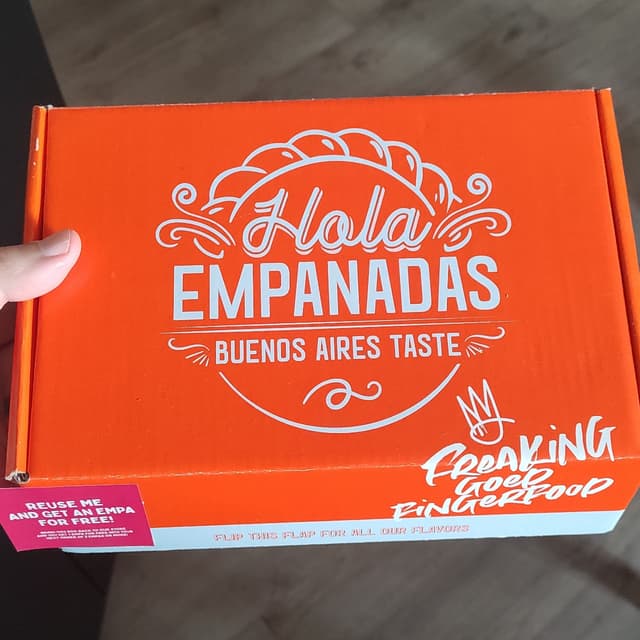 Hola
EMPANADAS
BUENOS AIRES TASTE
FREAKING
GOED
FINGERFOOD
REUSE ME
AND GET AN EMPA
FOR FREE!
FLIP THIS FLAP FOR ALL OUR FLAVORS